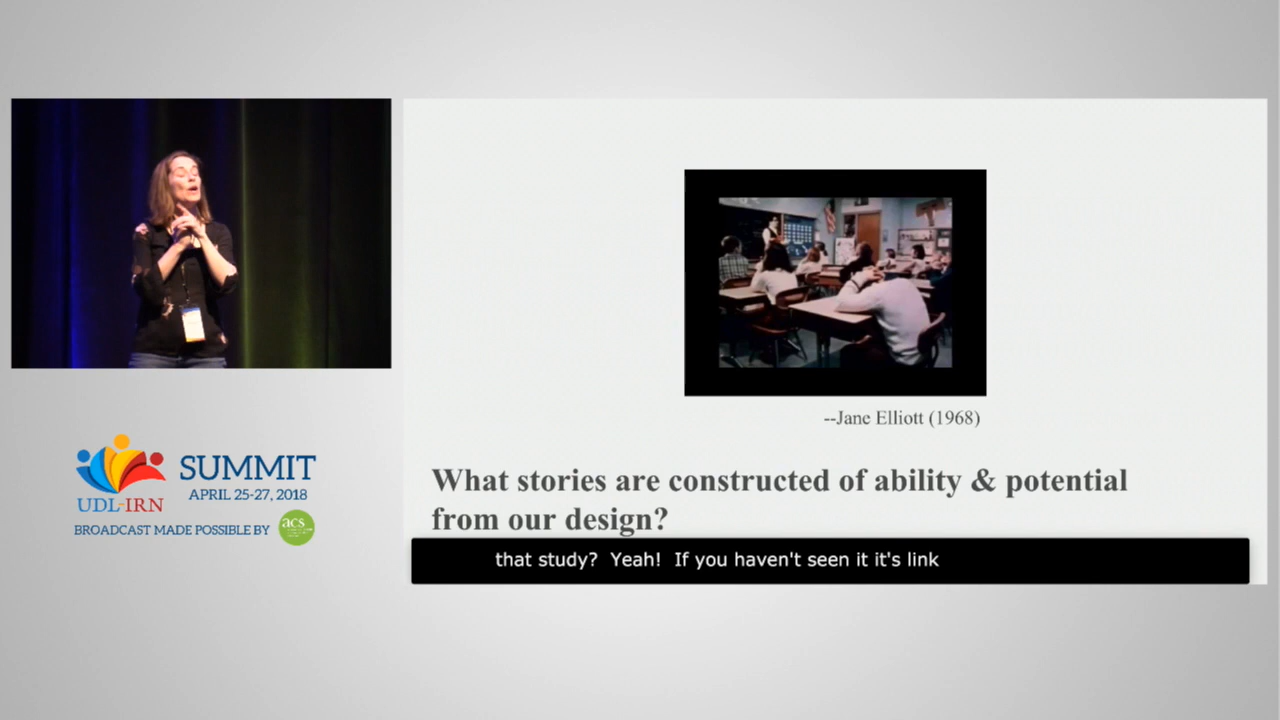 --Jane Elliott (1968)
What stories are constructed of ability & potential
from our design?
that study?  Yeah!  If you haven't seen it it's link
SUMMIT
APRIL 25-27, 2018
UDL-IRN
BROADCAST MADE POSSIBLE BY
acs